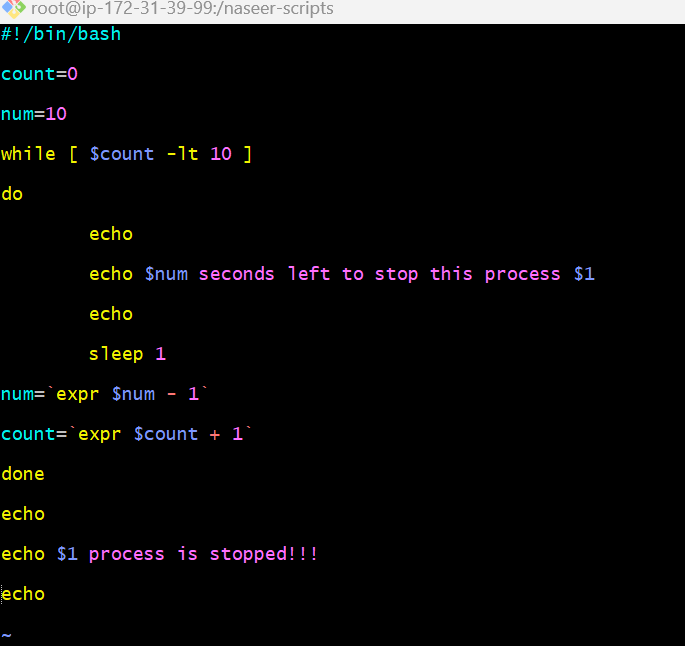 root@ip-172-31-39-99:/naseer-scripts
#!/bin/bash
count=0
num=10
while [ $count -lt 10 ]
do
        echo
        echo $num seconds left to stop this process $1
        echo
        sleep 1
num=`expr $num - 1`
count=`expr $count + 1`
done
echo
echo $1 process is stopped!!!
echo
~